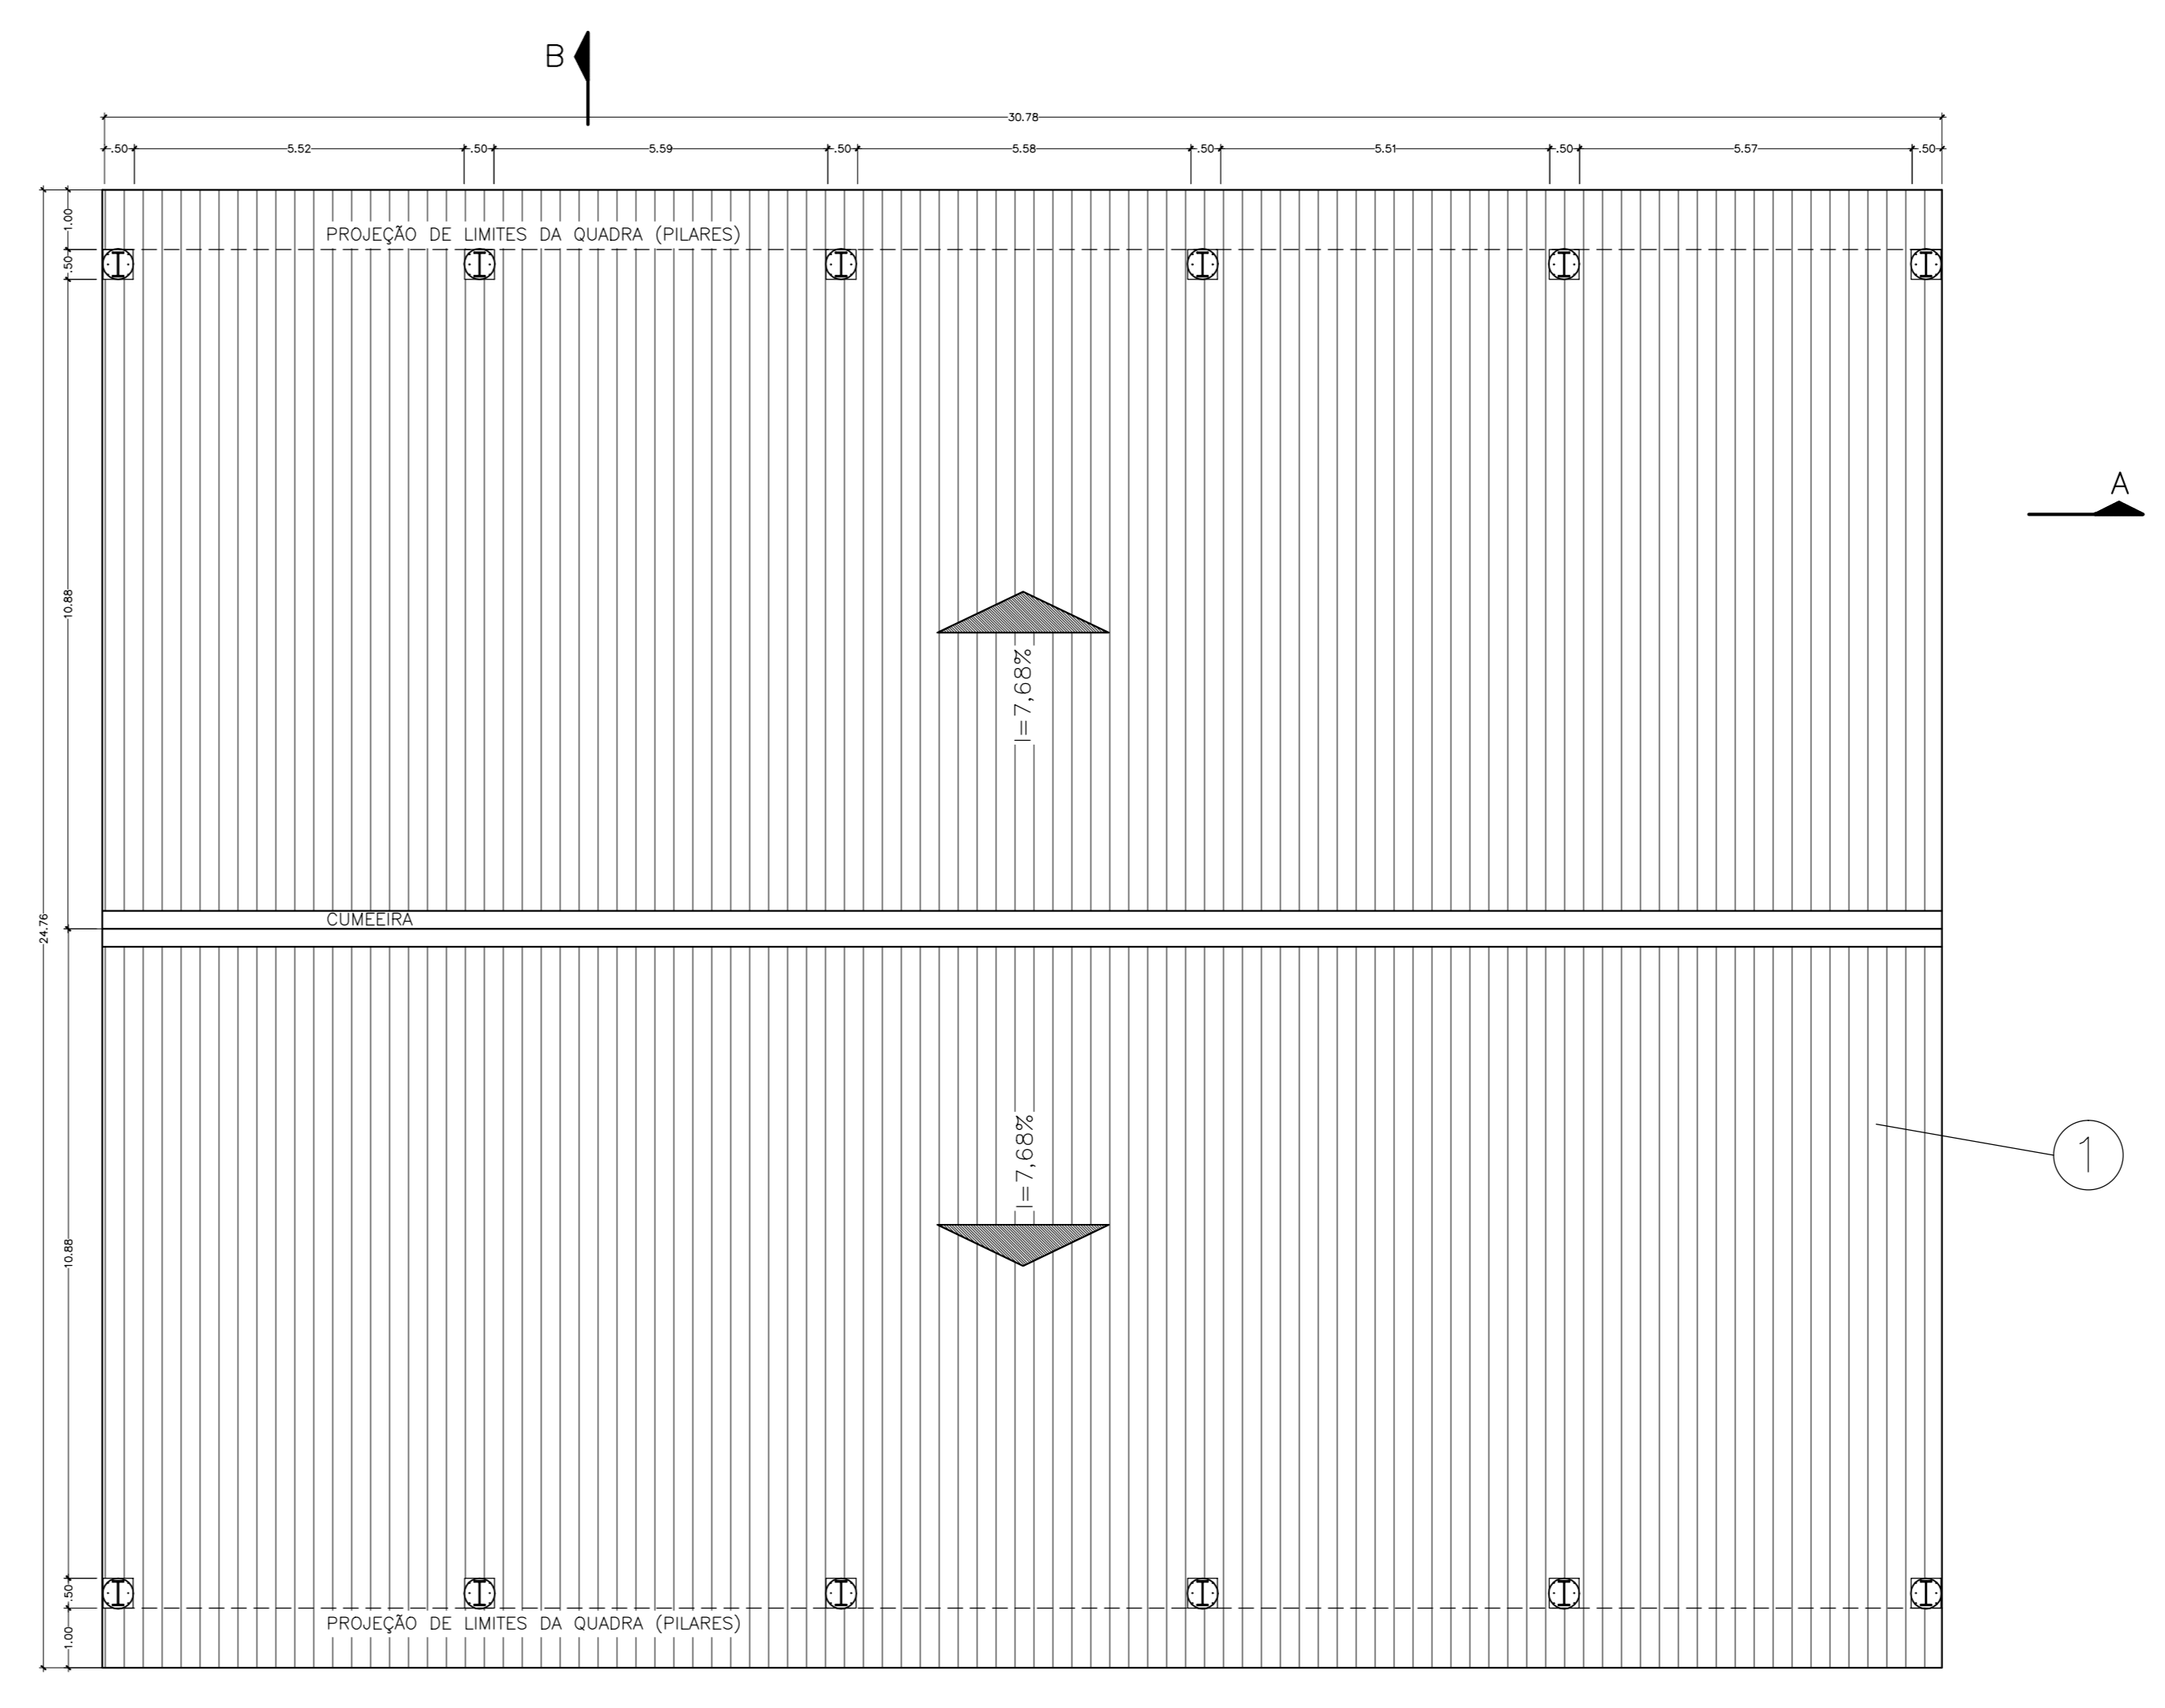 B
30.78
.50
5.52
.50
5.59
.50
5.58
.50
5.51
.50
5.57
.50
1.00
PROJEÇÃO DE LIMITES DA QUADRA (PILARES)
.50
A
10.88
I=7,68%
24.76
CUMEEIRA
I=7,68%
1
10.88
.50
PROJEÇÃO DE LIMITES DA QUADRA (PILARES)
1.00